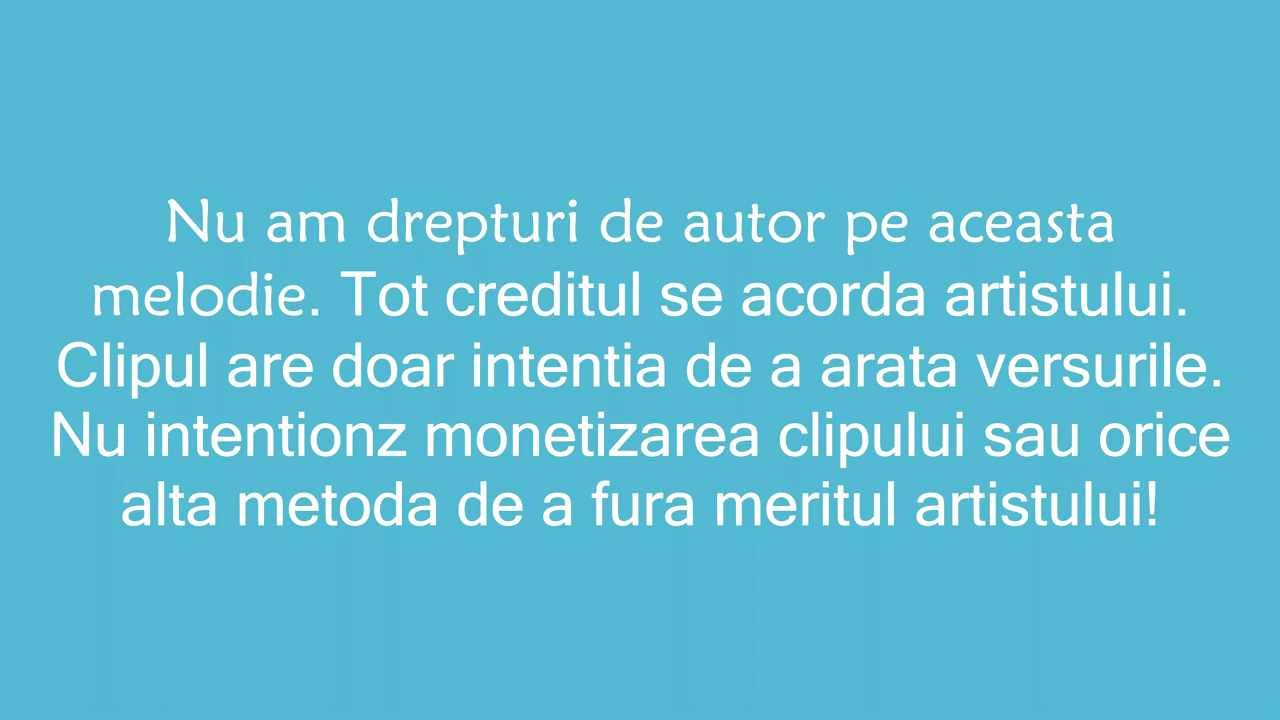 Nu am drepturi de autor pe aceasta
melodie. Tot creditul se acorda artistului.
Clipul are doar intentia de a arata versurile.
Nu intentionz monetizarea clipului sau orice
alta metoda de a fura meritul artistului!